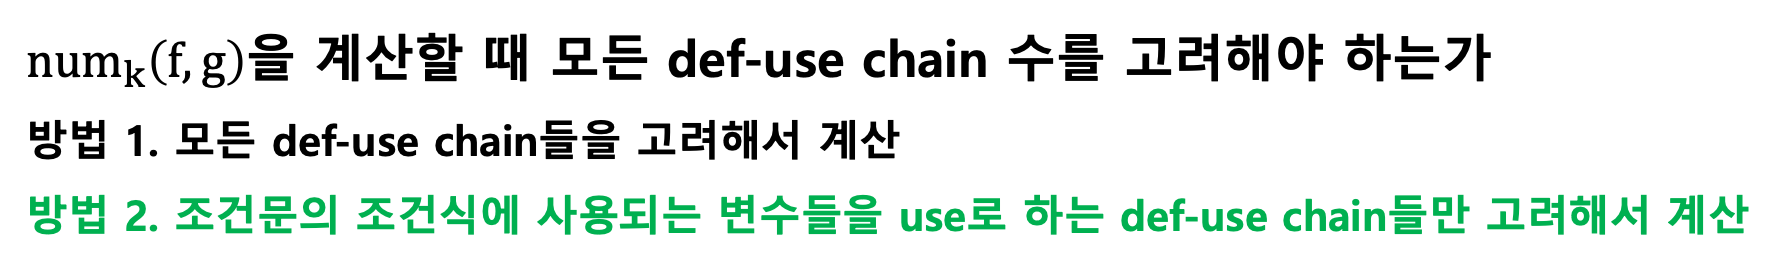 num_k(f, g)을 계산할 때 모든 def-use chain 수를 고려해야 하는가
방법 1. 모든 def-use chain들을 고려해서 계산
방법 2. 조건문의 조건식에 사용되는 변수들을 use로 하는 def-use chain들만 고려해서 계산